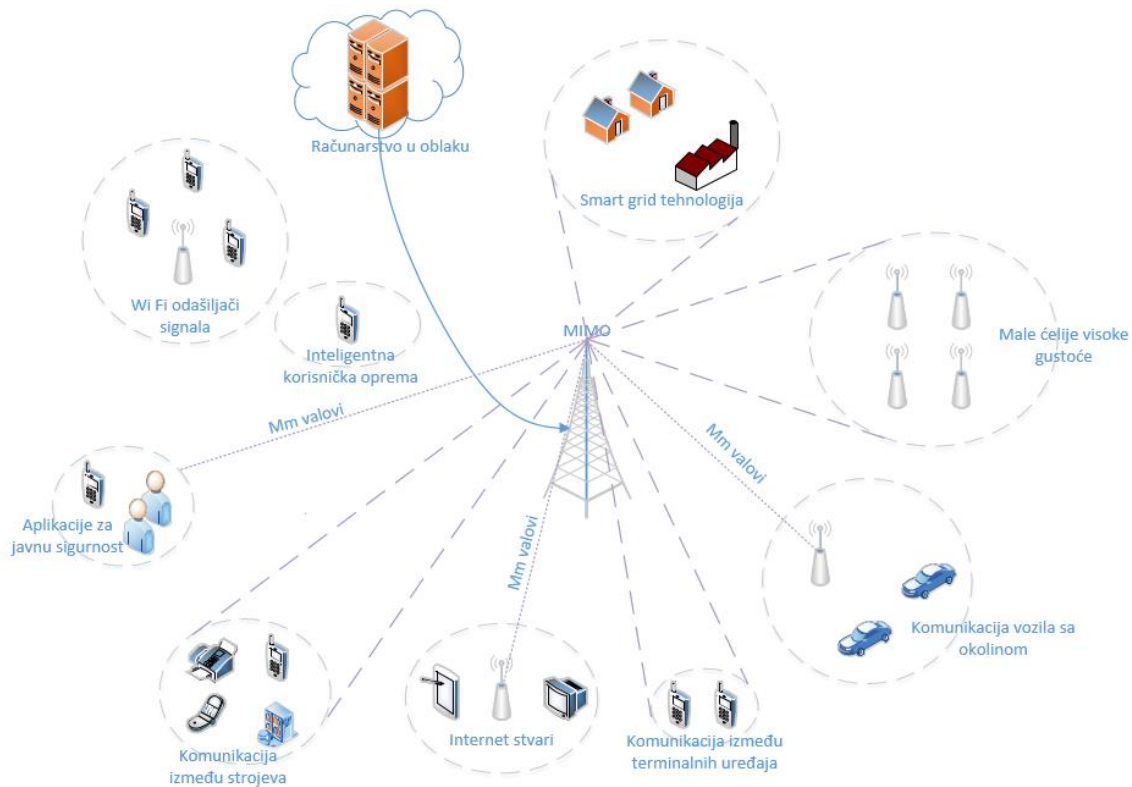 Računarstvo u oblaku
Smart grid tehnologija
Wi Fi odašiljači
signala
Inteligentna
korisnička oprema
MIMO
Male ćelije visoke
gustoće
Mm valovi
Mm valovi
Mm valovi
Aplikacije za
javnu sigurnost
Komunikacija vozila sa
okolinom
Komunikacija
između strojeva
Internet stvari
Komunikacija između
terminalnih uređaja